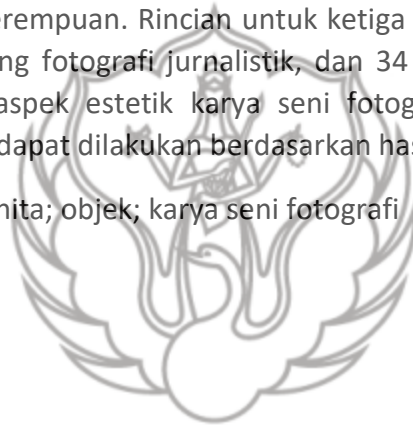 erempuan. Rincian untuk ketiga
ng fotografi jurnalistik, dan 34
aspek estetik karya seni fotog
dapat dilakukan berdasarkan has
nita; objek; karya seni fotografi